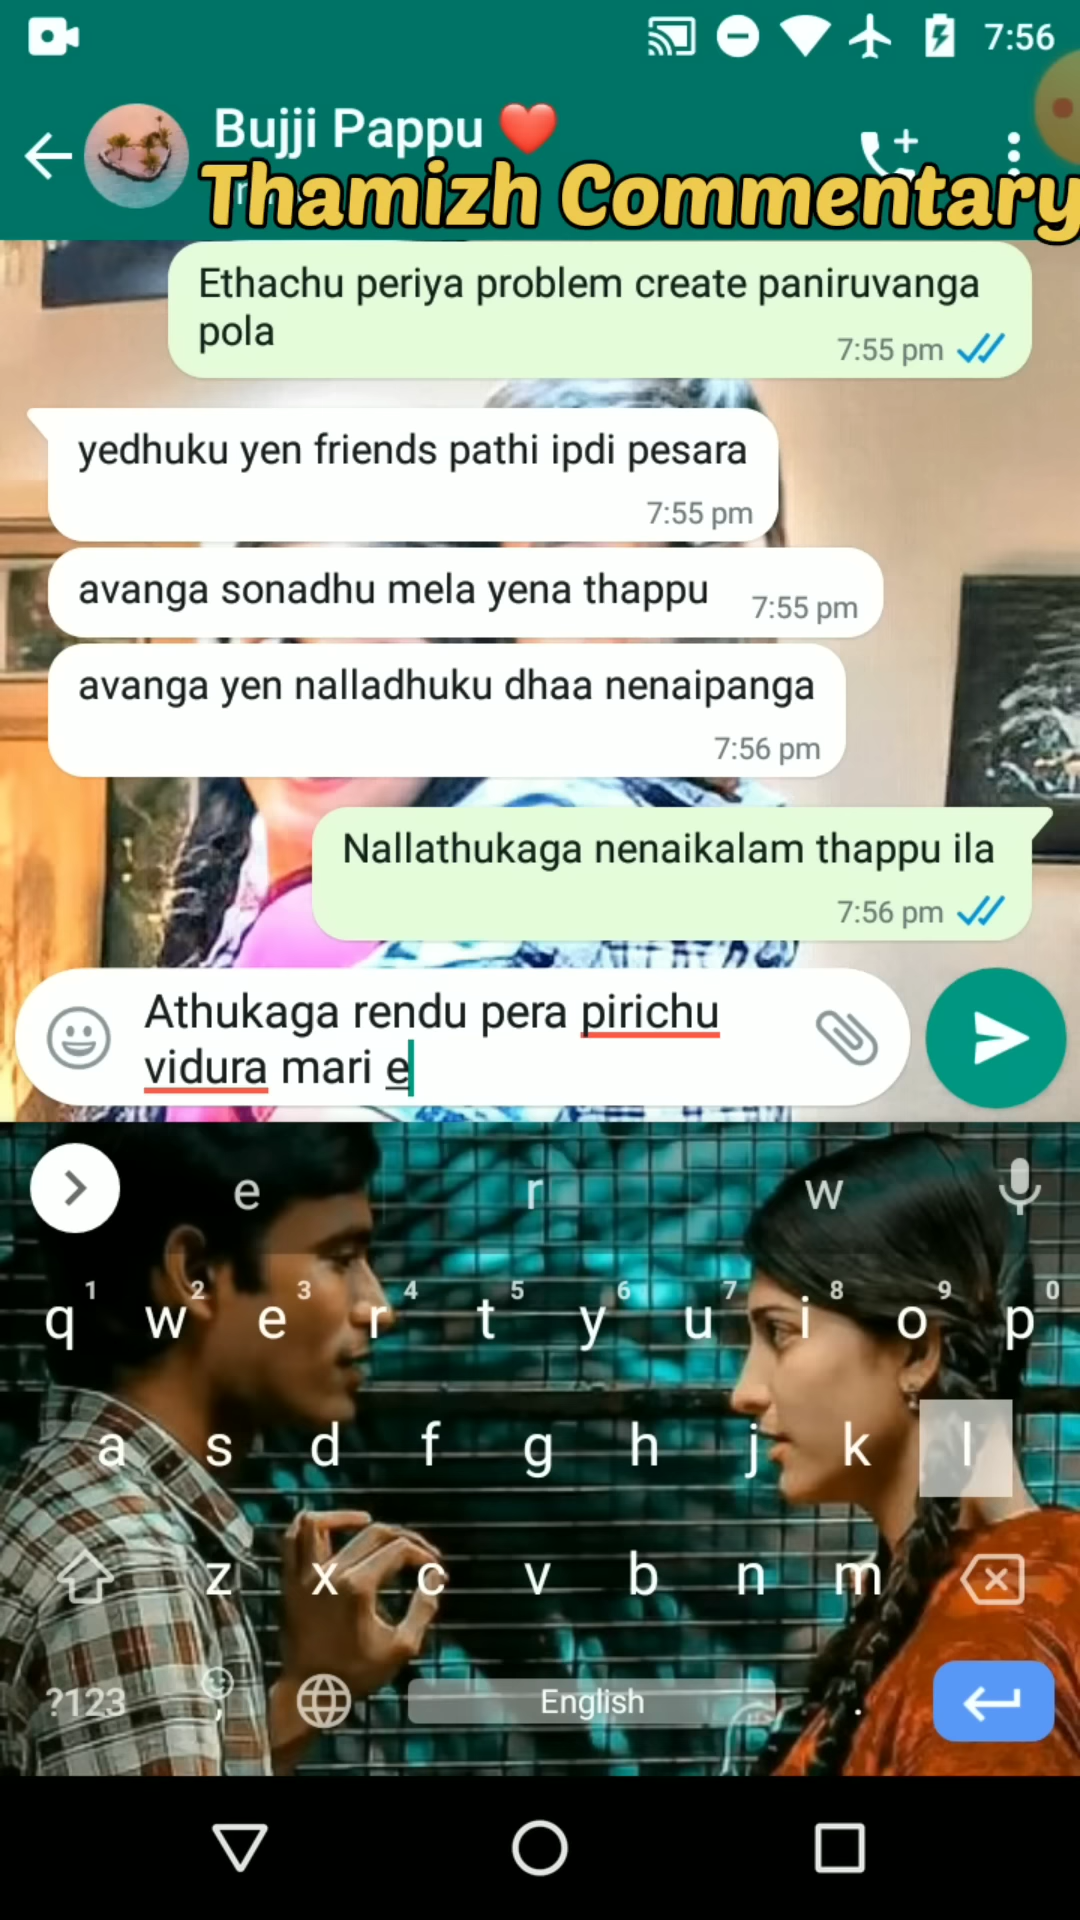 7:56
Bujji Pappu ❤️
Thamizh Commentary
Ethachu periya problem create paniruvanga
pola
7:55 pm
yedhuku yen friends pathi ipdi pesara
7:55 pm
avanga sonadhu mela yena thappu 7:55 pm
avanga yen nalladhuku dhaa nenaipanga
7:56 pm
Nallathukaga nenaikalam thappu ila
7:56 pm
Athukaga rendu pera pirichu
vidura mari e
e r w
1 2 3 4 5 6 7 8 9 0
q w e r t y u i o p
a s d f g h j k l
z x c v b n m
?123 , English .